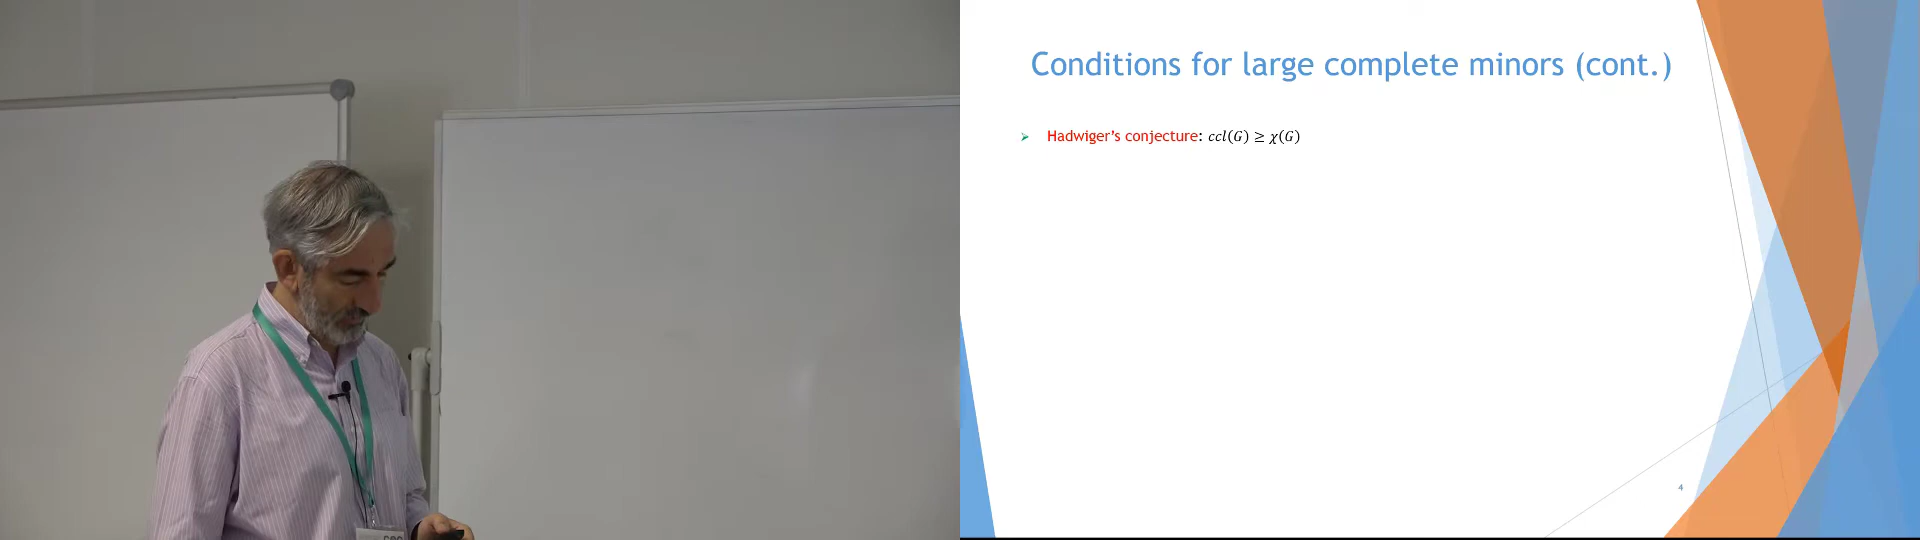 Conditions for large complete minors (cont.)
➤ Hadwiger's conjecture: ccl(G) ≥ χ(G)
4